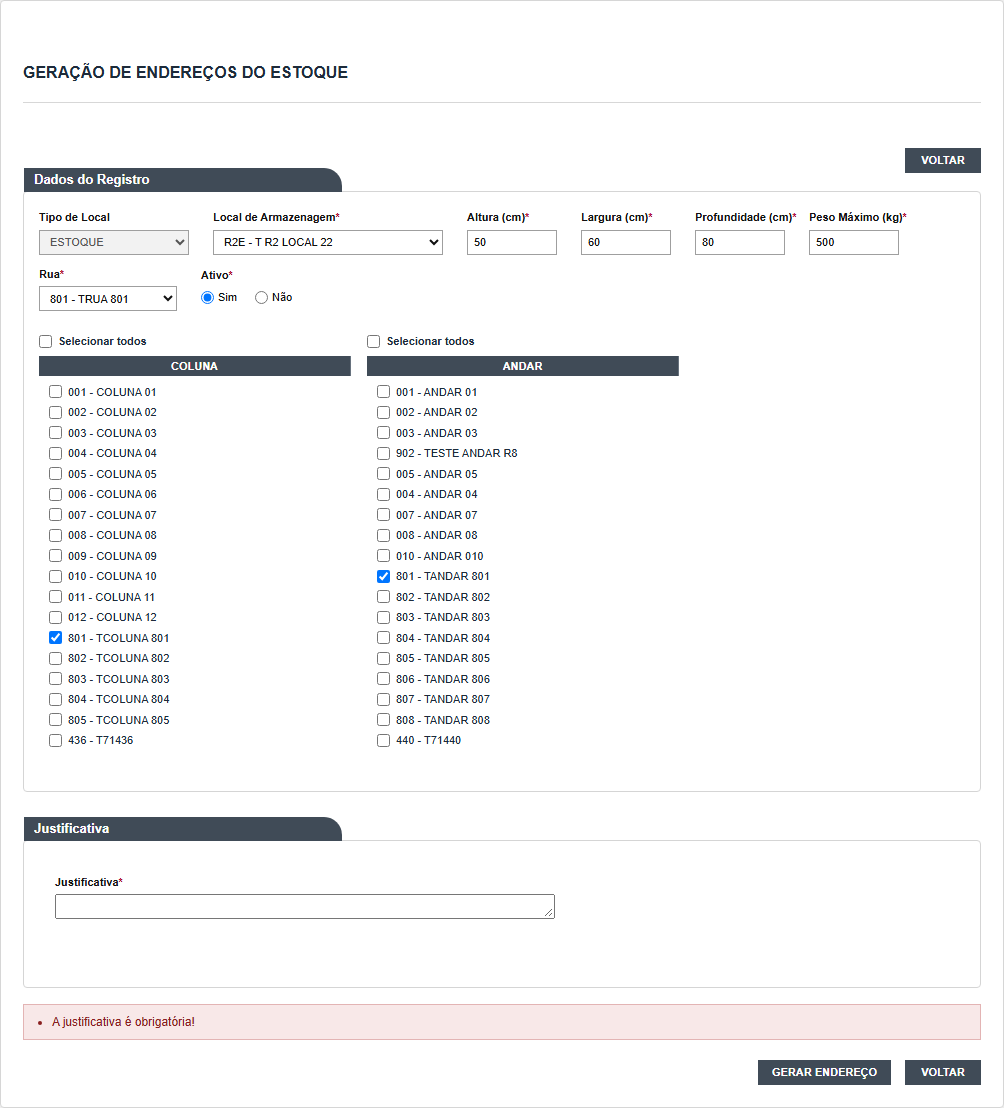 GERAÇÃO DE ENDEREÇOS DO ESTOQUE
VOLTAR
Dados do Registro
Tipo de Local
Local de Armazenagem*
Altura (cm)*
Largura (cm)*
Profundidade (cm)*
Peso Máximo (kg)*
ESTOQUE
R2E - T R2 LOCAL 22
50
60
80
500
Rua*
Ativo*
801 - TRUA 801
Sim
Não
Selecionar todos
COLUNA
001 - COLUNA 01
002 - COLUNA 02
003 - COLUNA 03
004 - COLUNA 04
005 - COLUNA 05
006 - COLUNA 06
007 - COLUNA 07
008 - COLUNA 08
009 - COLUNA 09
010 - COLUNA 10
011 - COLUNA 11
012 - COLUNA 12
801 - TCOLUNA 801
802 - TCOLUNA 802
803 - TCOLUNA 803
804 - TCOLUNA 804
805 - TCOLUNA 805
436 - T71436
Selecionar todos
ANDAR
001 - ANDAR 01
002 - ANDAR 02
003 - ANDAR 03
902 - TESTE ANDAR R8
005 - ANDAR 05
004 - ANDAR 04
007 - ANDAR 07
008 - ANDAR 08
010 - ANDAR 010
801 - TANDAR 801
802 - TANDAR 802
803 - TANDAR 803
804 - TANDAR 804
805 - TANDAR 805
806 - TANDAR 806
807 - TANDAR 807
808 - TANDAR 808
440 - T71440
Justificativa
Justificativa*
A justificativa é obrigatória!
GERAR ENDEREÇO
VOLTAR